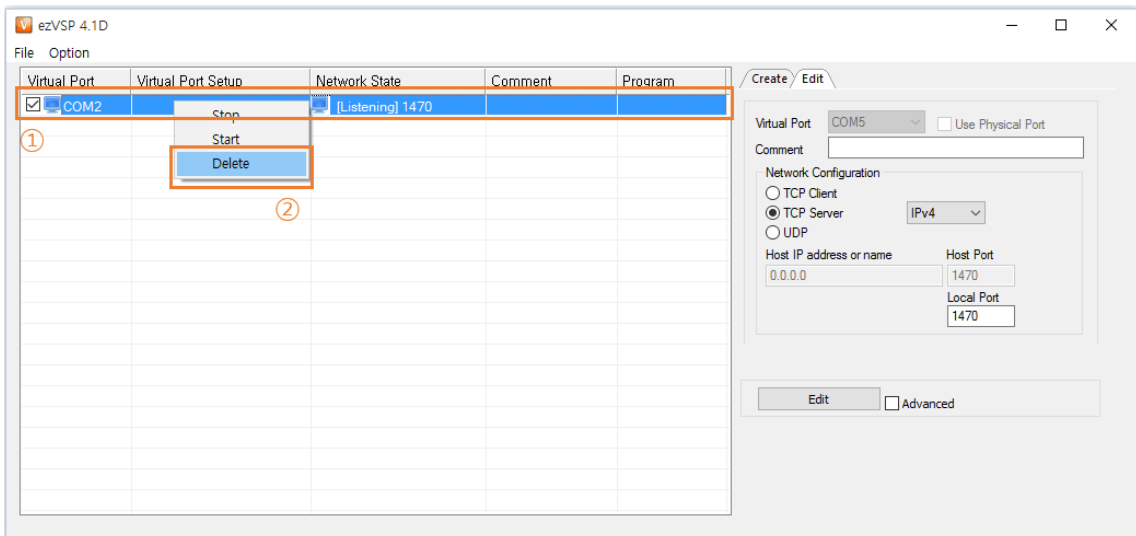 ezVSP 4.1D
File Option
Virtual Port Virtual Port Setup Network State Comment Program
COM2 [Listening] 1470
①
Stop
Start
Delete
②
Create Edit
Virtual Port COM5 Use Physical Port
Comment
Network Configuration
TCP Client
TCP Server IPv4
UDP
Host IP address or name Host Port
0.0.0.0 1470
Local Port
1470
Edit Advanced